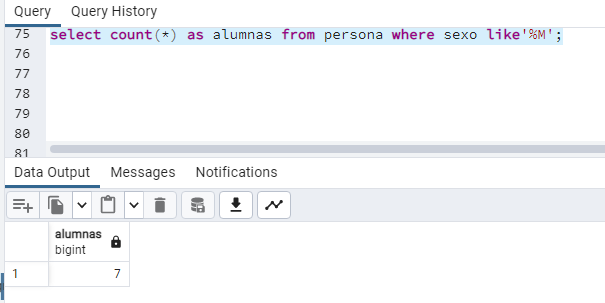 Query Query History
75 select count(*) as alumnas from persona where sexo like'%M';
76
77
78
79
80
81
Data Output Messages Notifications
alumnas
bigint
1 7